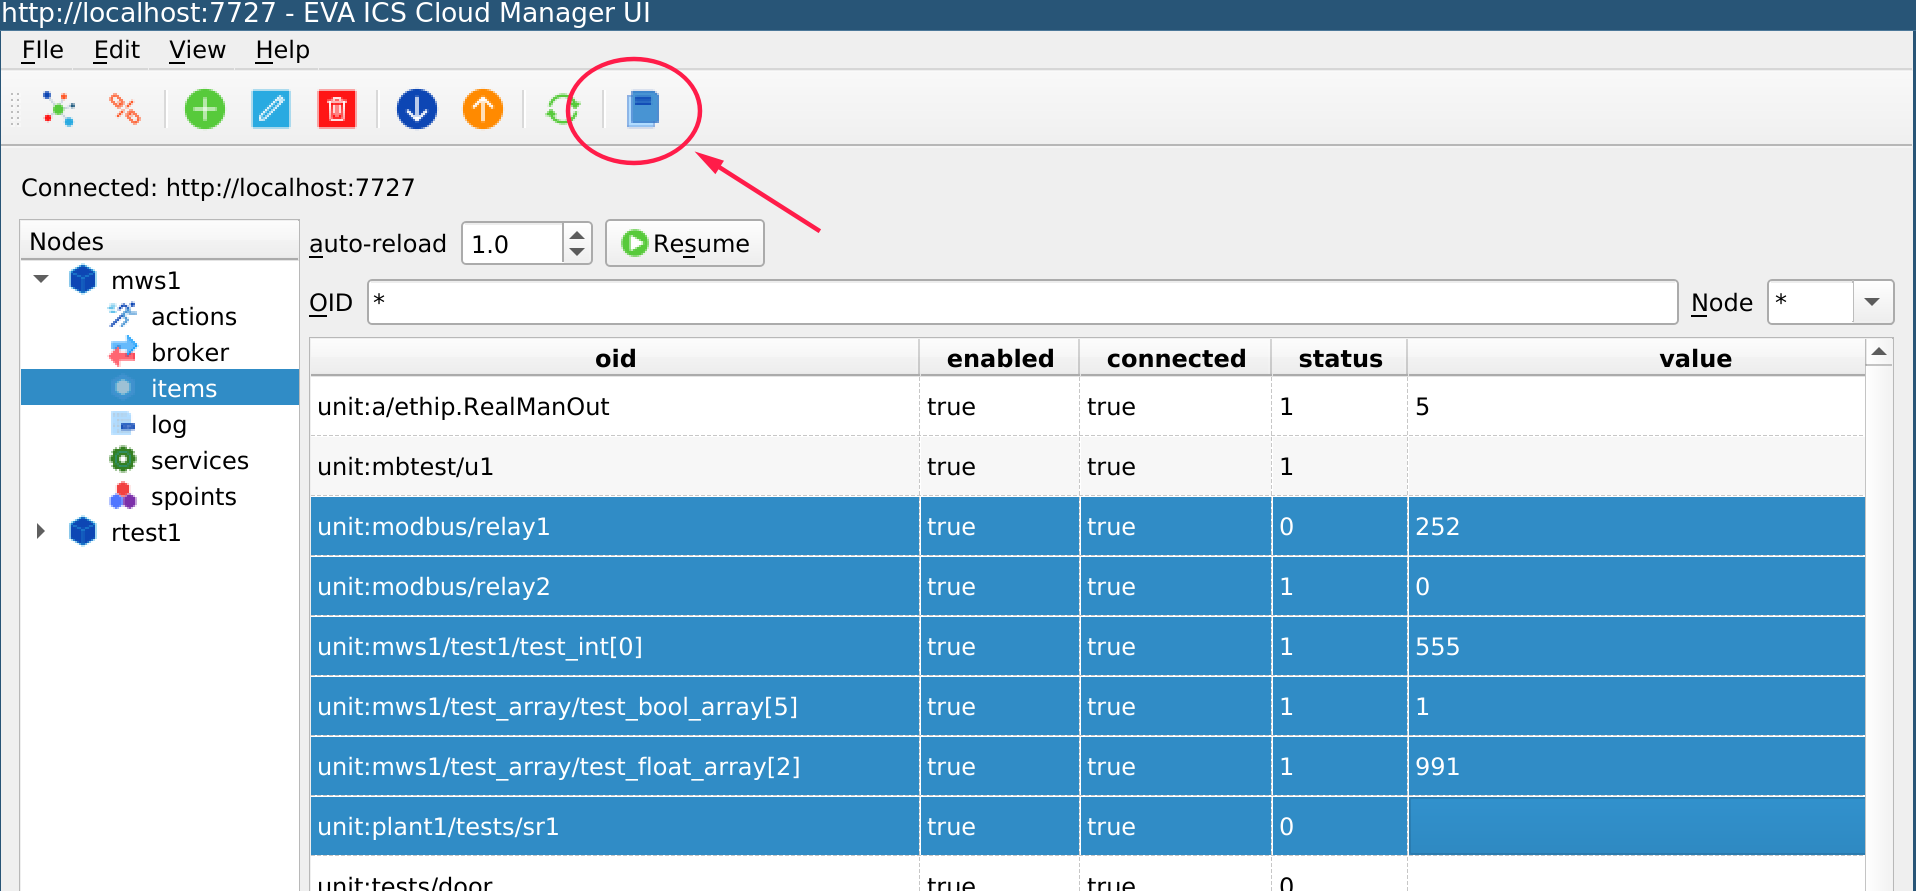 http://localhost:7727 - EVA ICS Cloud Manager UI
FIle Edit View Help
Connected: http://localhost:7727
Nodes
mws1
actions
broker
items
log
services
spoints
rtest1
auto-reload 1.0 Resume
OID * Node *
oid enabled connected status value
unit:a/ethip.RealManOut true true 1 5
unit:mbtest/u1 true true 1
unit:modbus/relay1 true true 0 252
unit:modbus/relay2 true true 1 0
unit:mws1/test1/test_int[0] true true 1 555
unit:mws1/test_array/test_bool_array[5] true true 1 1
unit:mws1/test_array/test_float_array[2] true true 1 991
unit:plant1/tests/sr1 true true 0
unit:tests/door true true 0